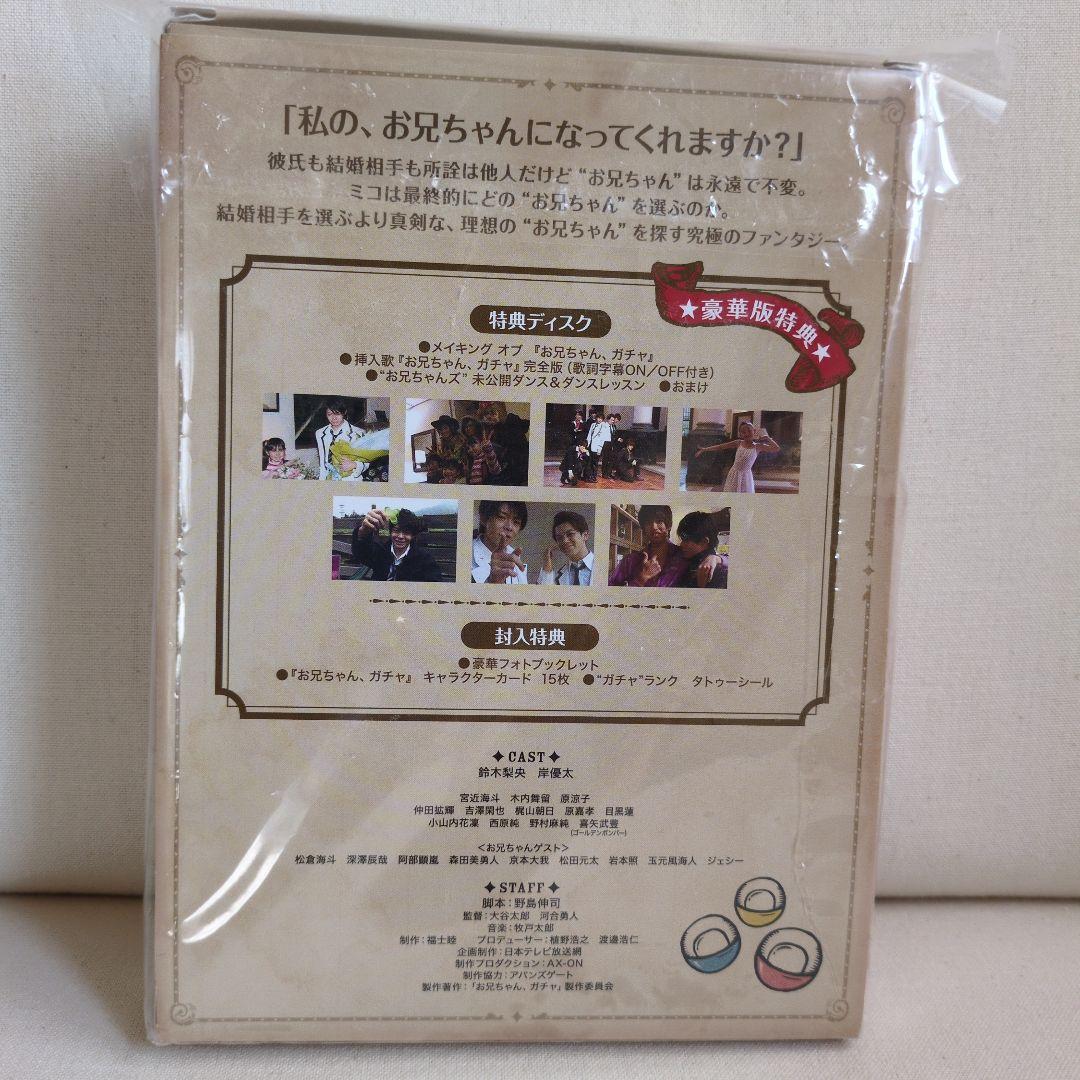 「私の、お兄ちゃんになってくれますか?」
彼氏も結婚相手も所詮は他人だけど“お兄ちゃん”は永遠で不変。
ミコは最終的にどの“お兄ちゃん”を選ぶのか。
結婚相手を選ぶより真剣な、理想の“お兄ちゃん”を探す究極のファンタジー
★豪華版特典★
特典ディスク
●メイキング オブ 『お兄ちゃん、ガチャ』
●挿入歌『お兄ちゃん、ガチャ』完全版(歌詞字幕ON/OFF付き)
●“お兄ちゃんズ”未公開ダンス&ダンスレッスン ●おまけ
封入特典
●豪華フォトブックレット
●『お兄ちゃん、ガチャ』 キャラクターカード 15枚 ●“ガチャ”ランク タトゥーシール
✦CAST✦
鈴木梨央 岸優太
宮近海斗 木内舞留 原涼子
仲田拡輝 吉澤閑也 梶山朝日 原嘉孝 目黒蓮
小山内花凜 西原純 野村麻純 喜矢武豊
(ゴールデンボンバー)
<お兄ちゃんゲスト>
松倉海斗 深澤辰哉 阿部顕嵐 森田美勇人 京本大我 松田元太 岩本照 玉元風海人 ジェシー
✦STAFF✦
脚本:野島伸司
監督:大谷太郎 河合勇人
音楽:牧戸太郎
制作:福士睦 プロデューサー:植野浩之 渡邊浩仁
企画制作:日本テレビ放送網
制作プロダクション:AX-ON
制作協力:アバンズゲート
製作著作:「お兄ちゃん、ガチャ」製作委員会